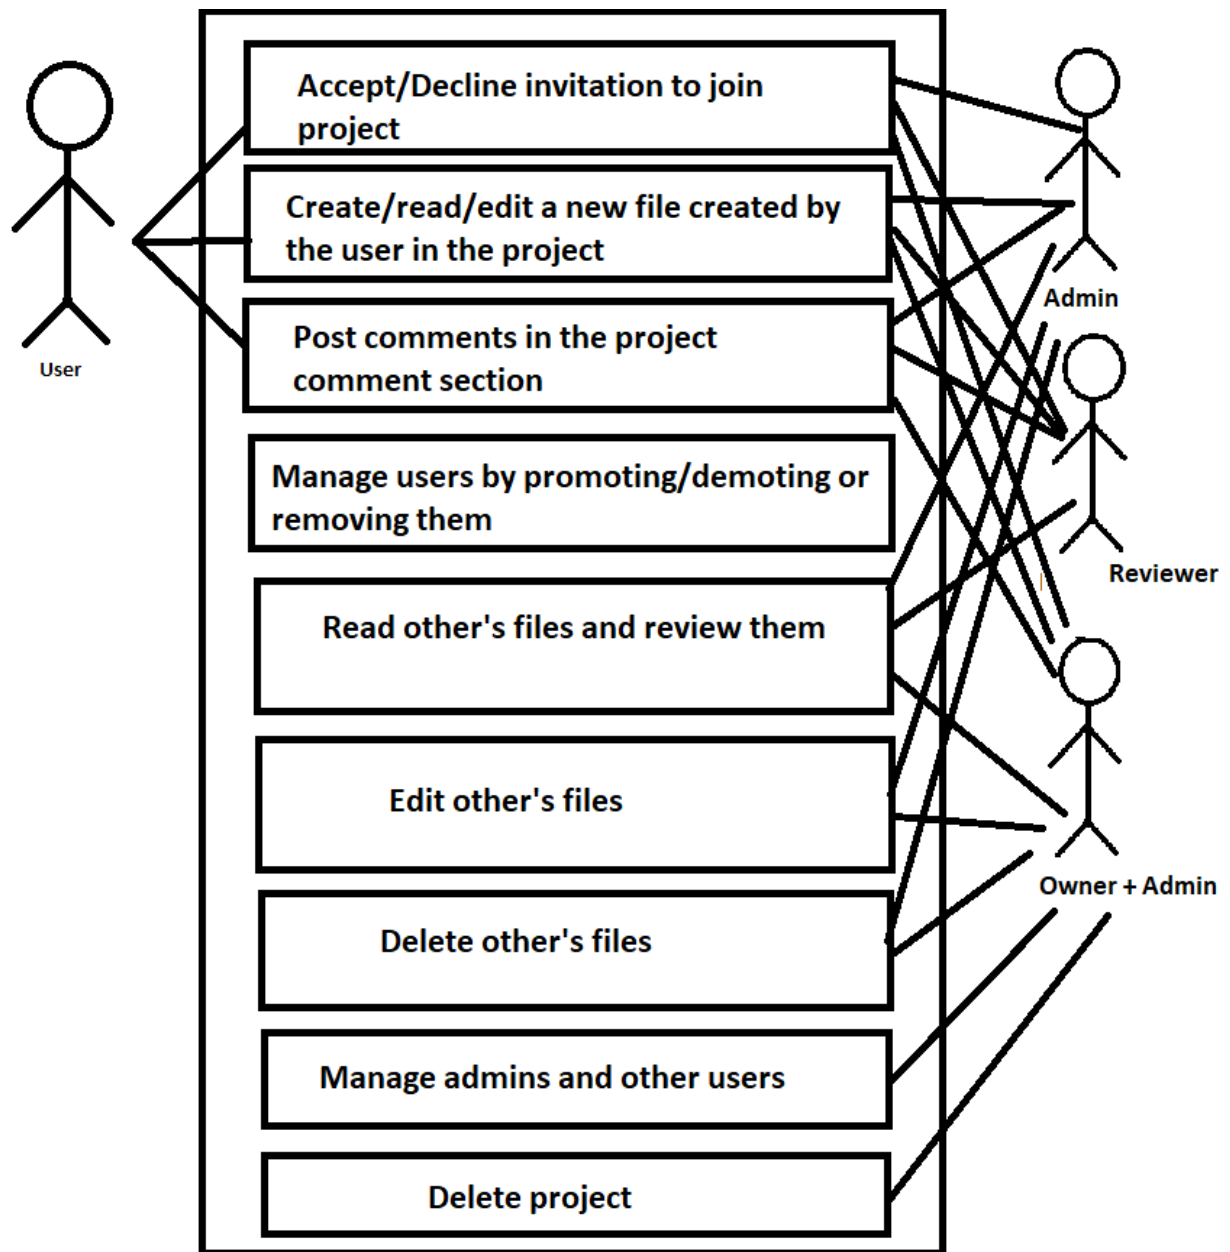 Accept/Decline invitation to join
project
Create/read/edit a new file created by
the user in the project
Post comments in the project
comment section
Manage users by promoting/demoting or
removing them
Read other's files and review them
Edit other's files
Delete other's files
Manage admins and other users
Delete project
User
Admin
Reviewer
Owner + Admin